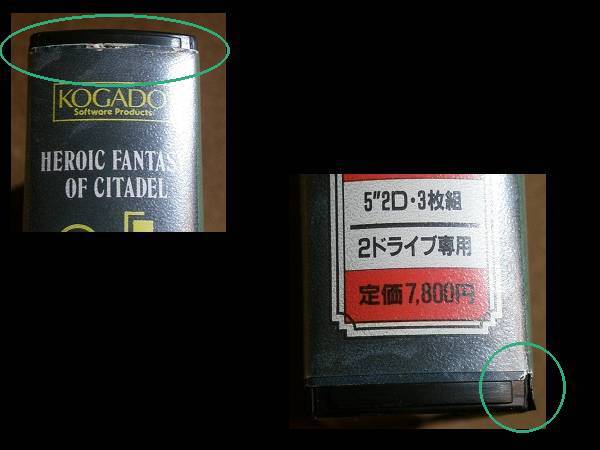 KOGADO
Software Products
HEROIC FANTAS
OF CITADEL
5"2D・3枚組
2ドライブ専用
定価7,800円